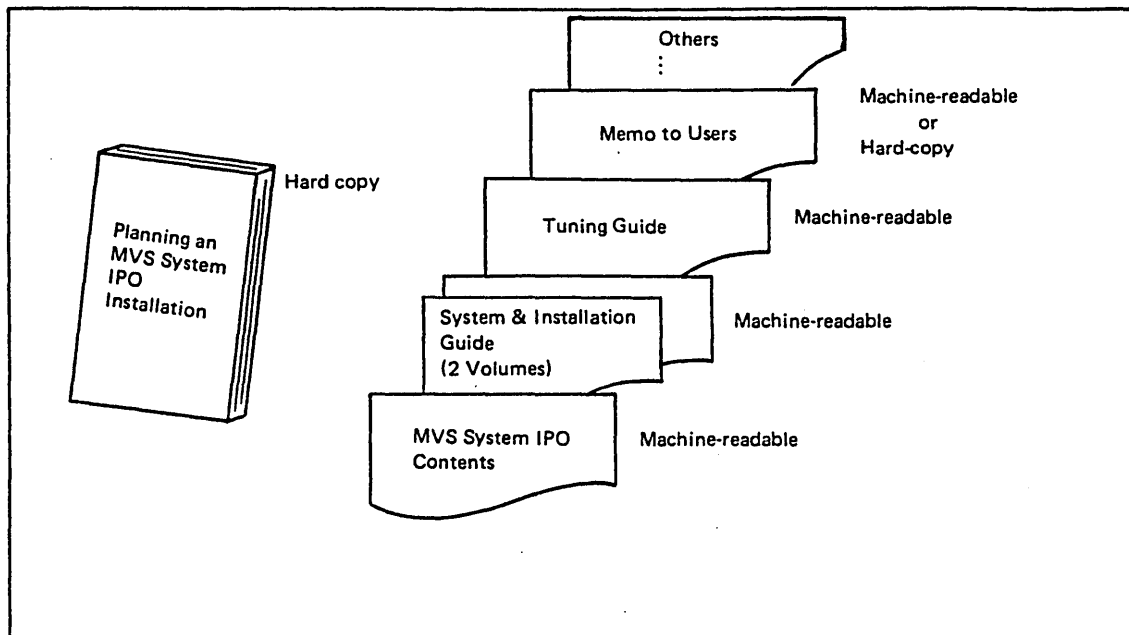 Planning an
MVS System
IPO
Installation
Hard copy
Others
⋮
Memo to Users
Machine-readable
or
Hard-copy
Tuning Guide
Machine-readable
System & Installation
Guide
(2 Volumes)
Machine-readable
MVS System IPO
Contents
Machine-readable